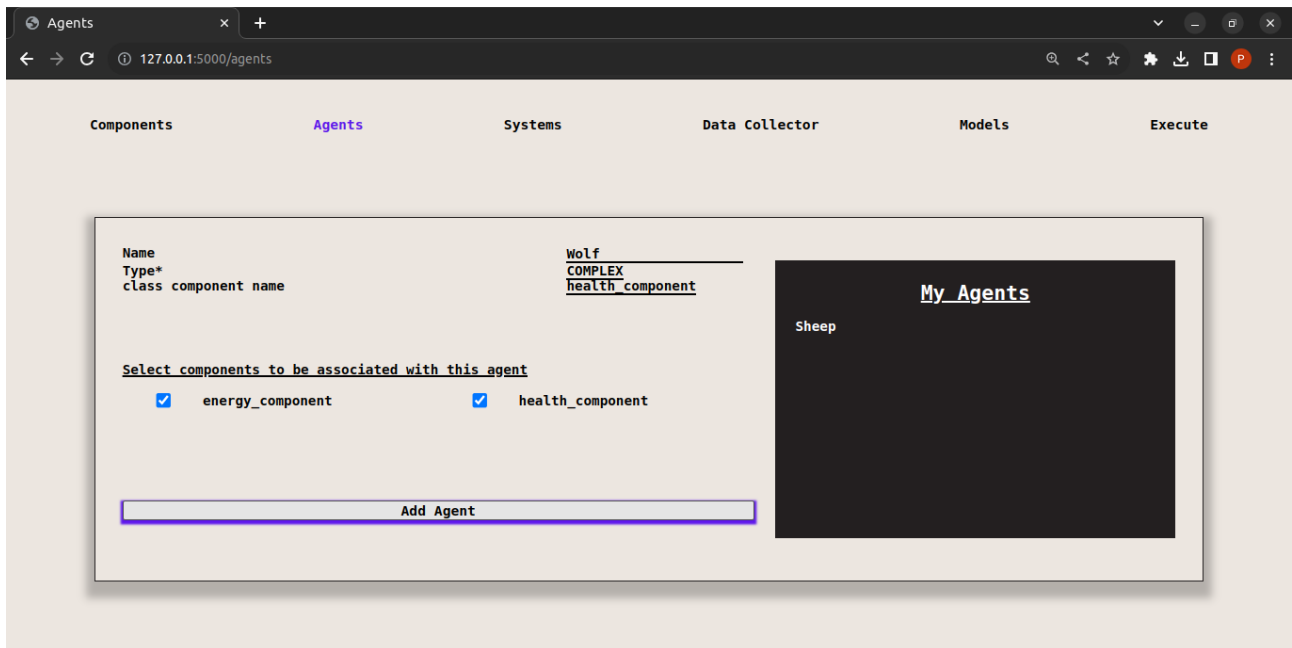 Agents
127.0.0.1:5000/agents
P
Components Agents Systems Data Collector Models Execute
Name Wolf
Type* COMPLEX
class component name health_component
My Agents
Sheep
Select components to be associated with this agent
energy_component health_component
Add Agent